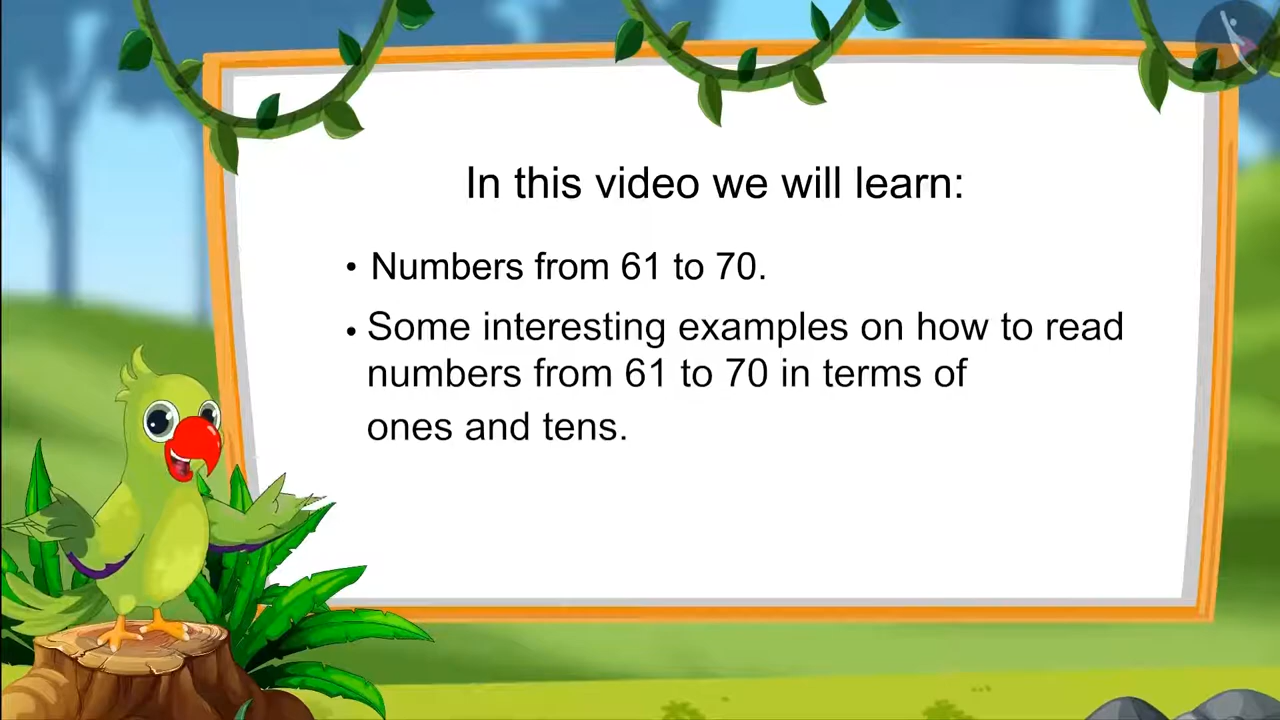 In this video we will learn:
• Numbers from 61 to 70.
• Some interesting examples on how to read
numbers from 61 to 70 in terms of
ones and tens.